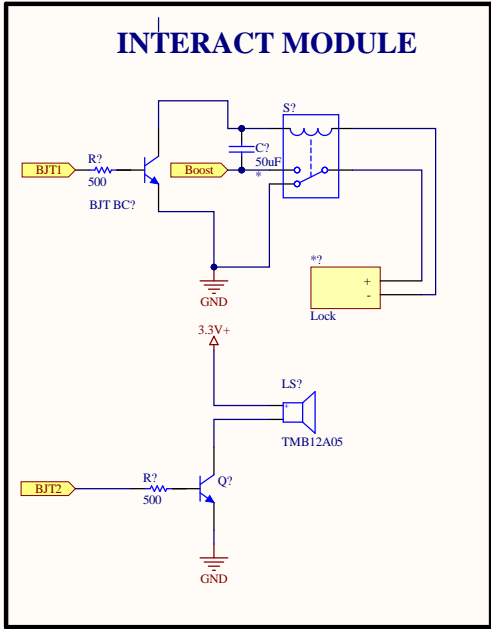 INTERACT MODULE
S?
C?
50uF
*
BJT1
R?
500
BJT BC?
Boost
GND
*?
+
-
Lock
3.3V+
LS?
+
TMB12A05
BJT2
R?
500
Q?
GND